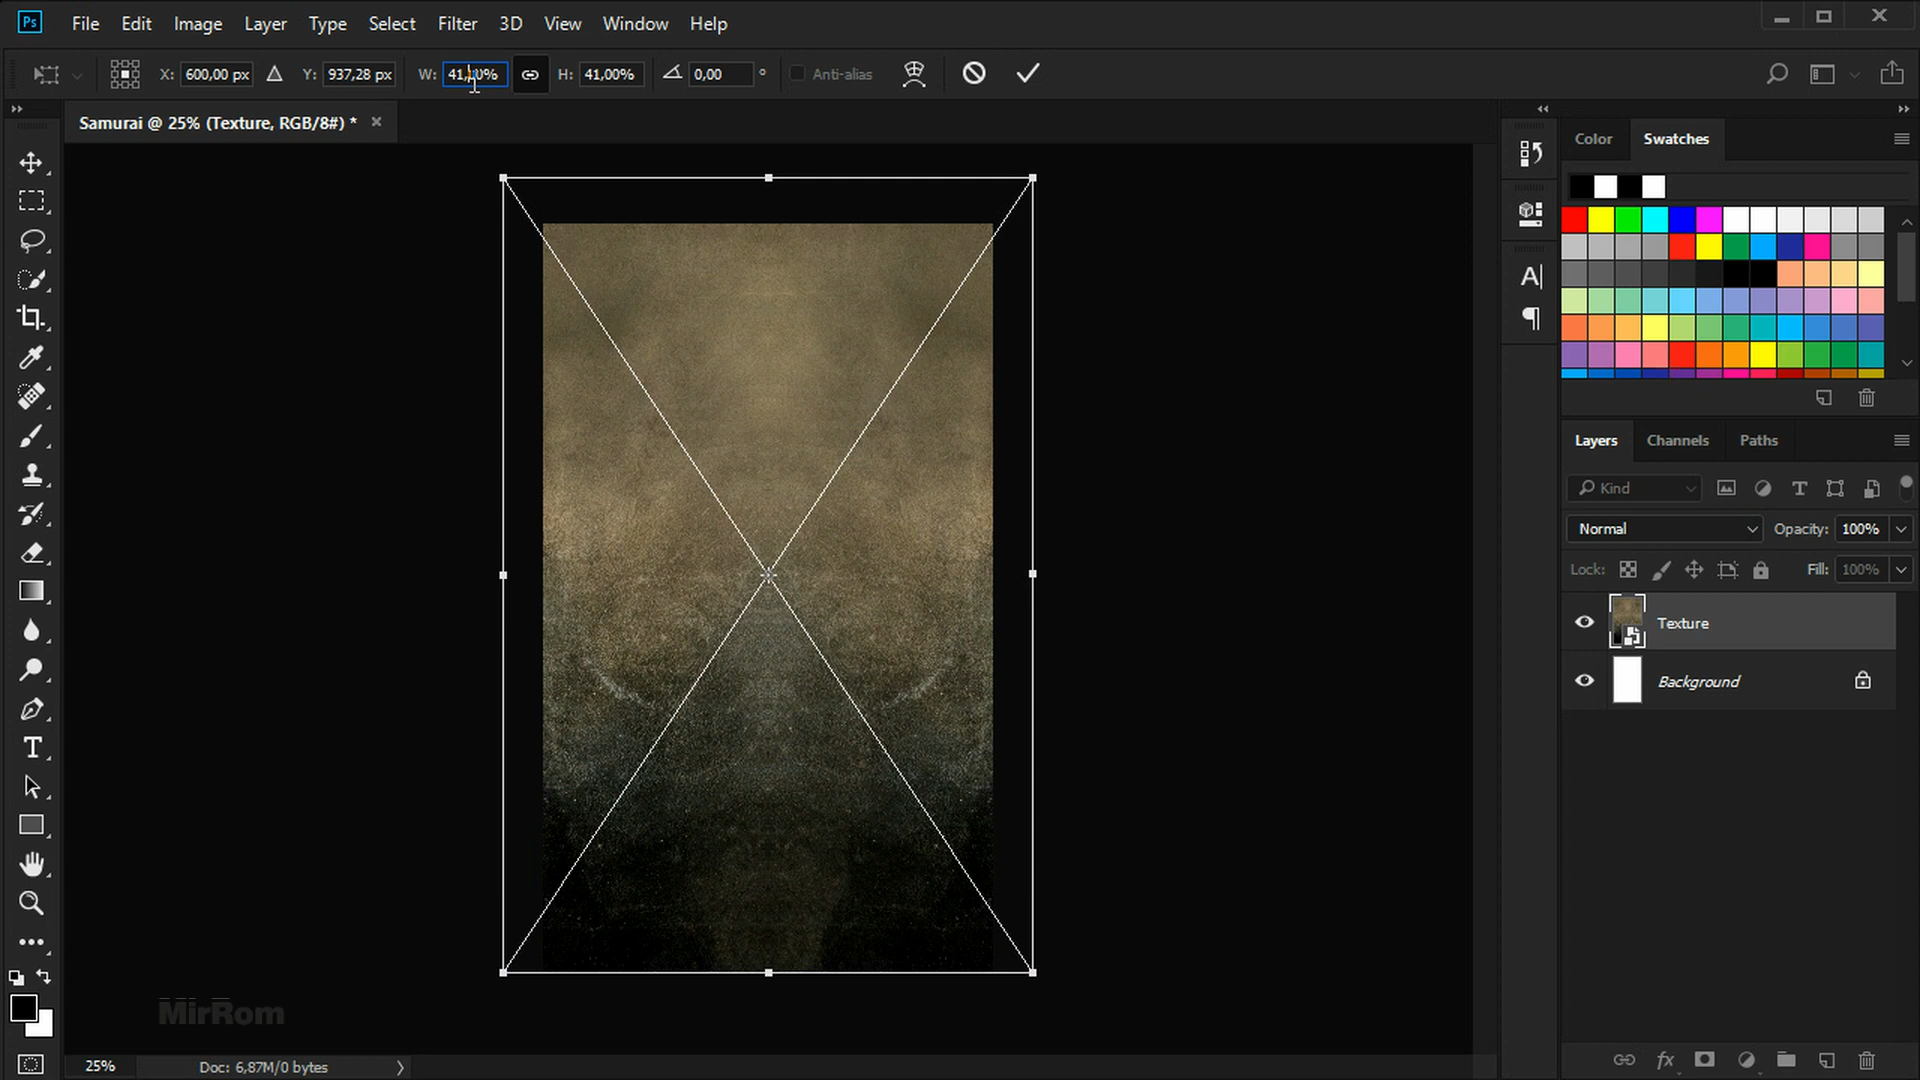 Ps File Edit Image Layer Type Select Filter 3D View Window Help
X: 600,00 px Y: 937,28 px W: 41,00% H: 41,00% 0,00 ° Anti-alias
Samurai @ 25% (Texture, RGB/8#) * ×
Color Swatches
Layers Channels Paths
Kind
Normal Opacity: 100%
Lock: Fill: 100%
Texture
Background
MirRom
25% Doc: 6,87M/0 bytes
fx